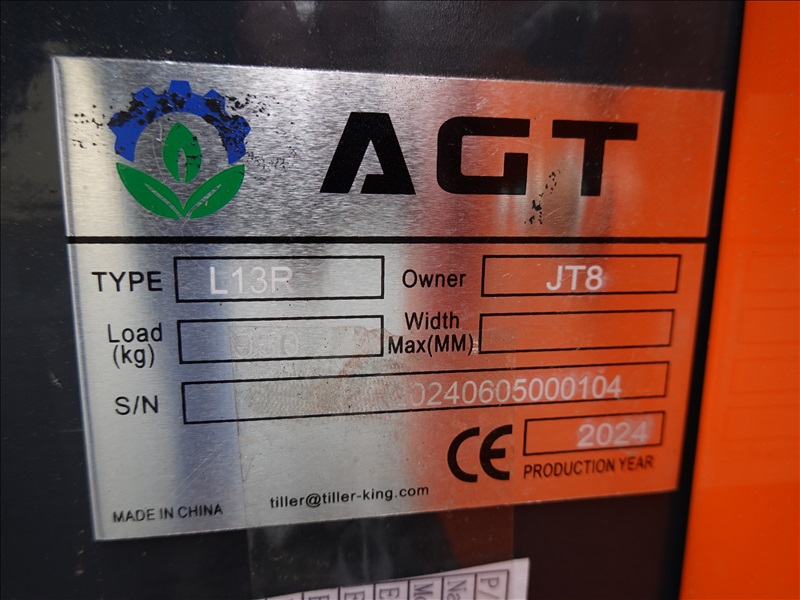 AGT
TYPE L13R Owner JT8
Load (kg) Width Max(MM)
S/N 0240605000104
CE 2024
PRODUCTION YEAR
MADE IN CHINA tiller@tiller-king.com